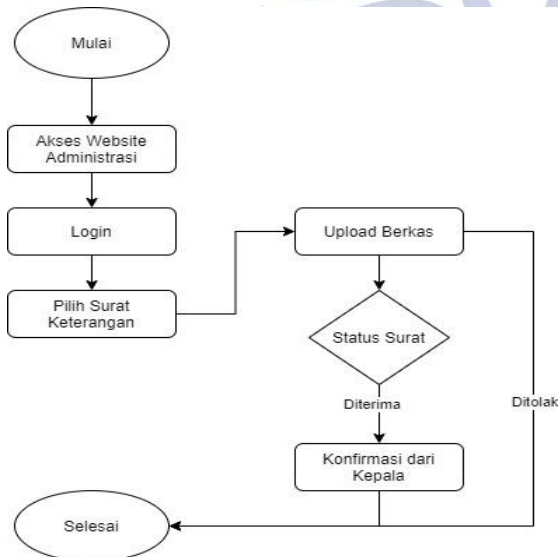 Mulai
Akses Website
Administrasi
Login
Pilih Surat
Keterangan
Upload Berkas
Status Surat
Diterima
Ditolak
Konfirmasi dari
Kepala
Selesai